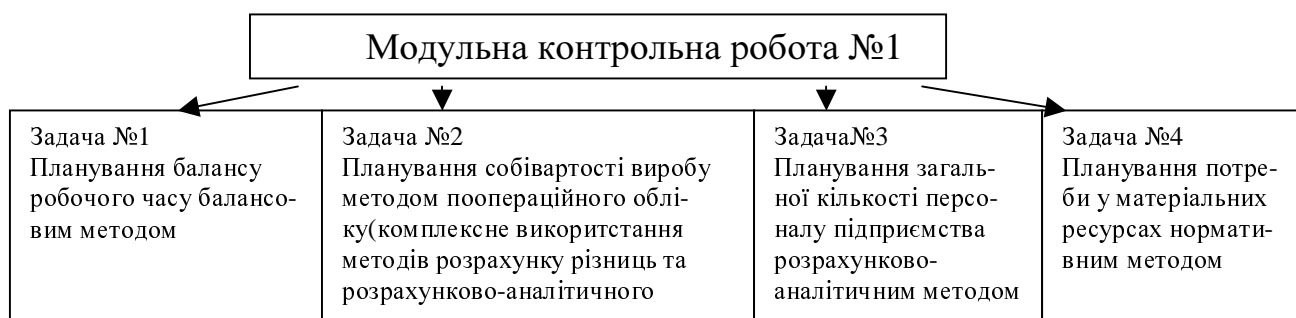 Модульна контрольна робота №1
Задача №1
Планування балансу
робочого часу балансо-
вим методом
Задача №2
Планування собівартості виробу
методом поопераційного облі-
ку(комплексне викоритстання
методів розрахунку різниць та
розрахунково-аналітичного
Задача№3
Планування загаль-
ної кількості персо-
налу підприємства
розрахунково-
аналітичним методом
Задача №4
Планування потре-
би у матеріальних
ресурсах нормати-
вним методом